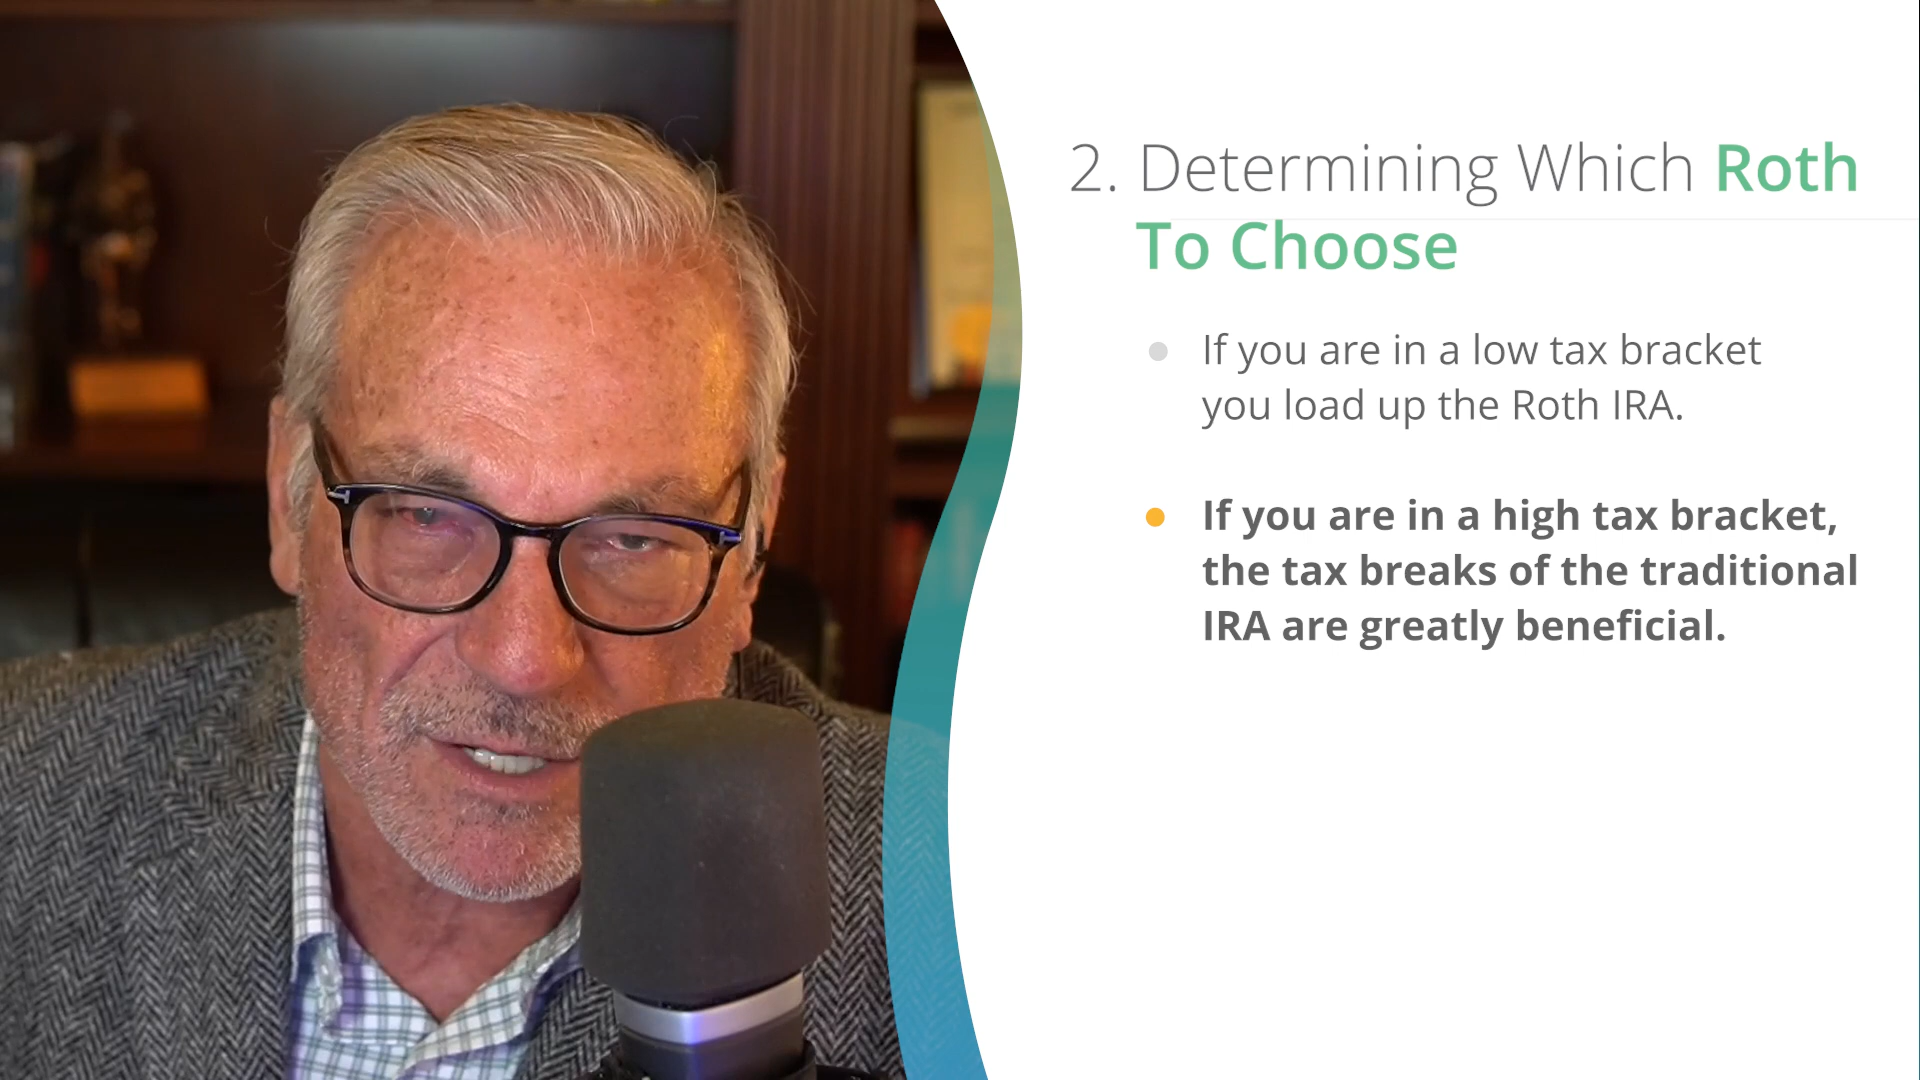 2. Determining Which Roth
To Choose
If you are in a low tax bracket
you load up the Roth IRA.
If you are in a high tax bracket,
the tax breaks of the traditional
IRA are greatly beneficial.